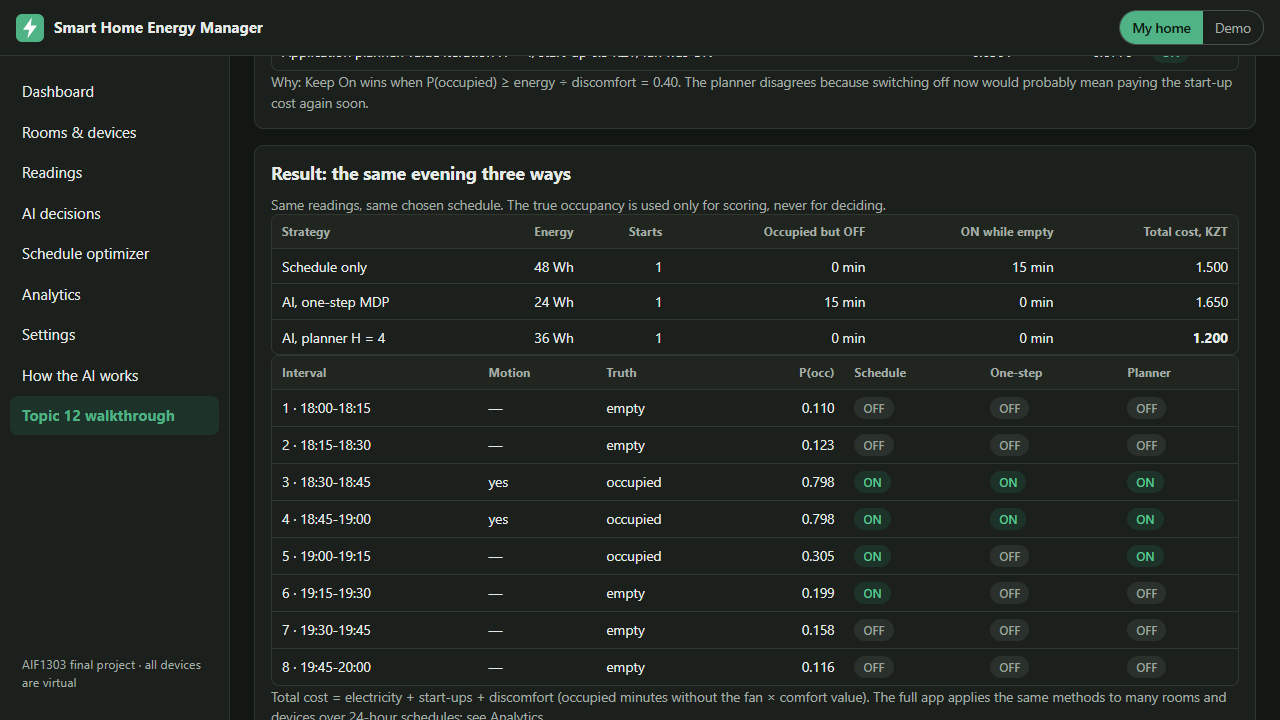 Smart Home Energy Manager
My home Demo
Dashboard
Rooms & devices
Readings
AI decisions
Schedule optimizer
Analytics
Settings
How the AI works
Topic 12 walkthrough
AIF1303 final project · all devices
are virtual
Why: Keep On wins when P(occupied) ≥ energy ÷ discomfort = 0.40. The planner disagrees because switching off now would probably mean paying the start-up
cost again soon.
Result: the same evening three ways
Same readings, same chosen schedule. The true occupancy is used only for scoring, never for deciding.
Strategy Energy Starts Occupied but OFF ON while empty Total cost, KZT
Schedule only 48 Wh 1 0 min 15 min 1.500
AI, one-step MDP 24 Wh 1 15 min 0 min 1.650
AI, planner H = 4 36 Wh 1 0 min 0 min 1.200
Interval Motion Truth P(occ) Schedule One-step Planner
1 · 18:00-18:15 — empty 0.110 OFF OFF OFF
2 · 18:15-18:30 — empty 0.123 OFF OFF OFF
3 · 18:30-18:45 yes occupied 0.798 ON ON ON
4 · 18:45-19:00 yes occupied 0.798 ON ON ON
5 · 19:00-19:15 — occupied 0.305 ON OFF ON
6 · 19:15-19:30 — empty 0.199 ON OFF OFF
7 · 19:30-19:45 — empty 0.158 OFF OFF OFF
8 · 19:45-20:00 — empty 0.116 OFF OFF OFF
Total cost = electricity + start-ups + discomfort (occupied minutes without the fan × comfort value). The full app applies the same methods to many rooms and
devices over 24-hour schedules: see Analytics.